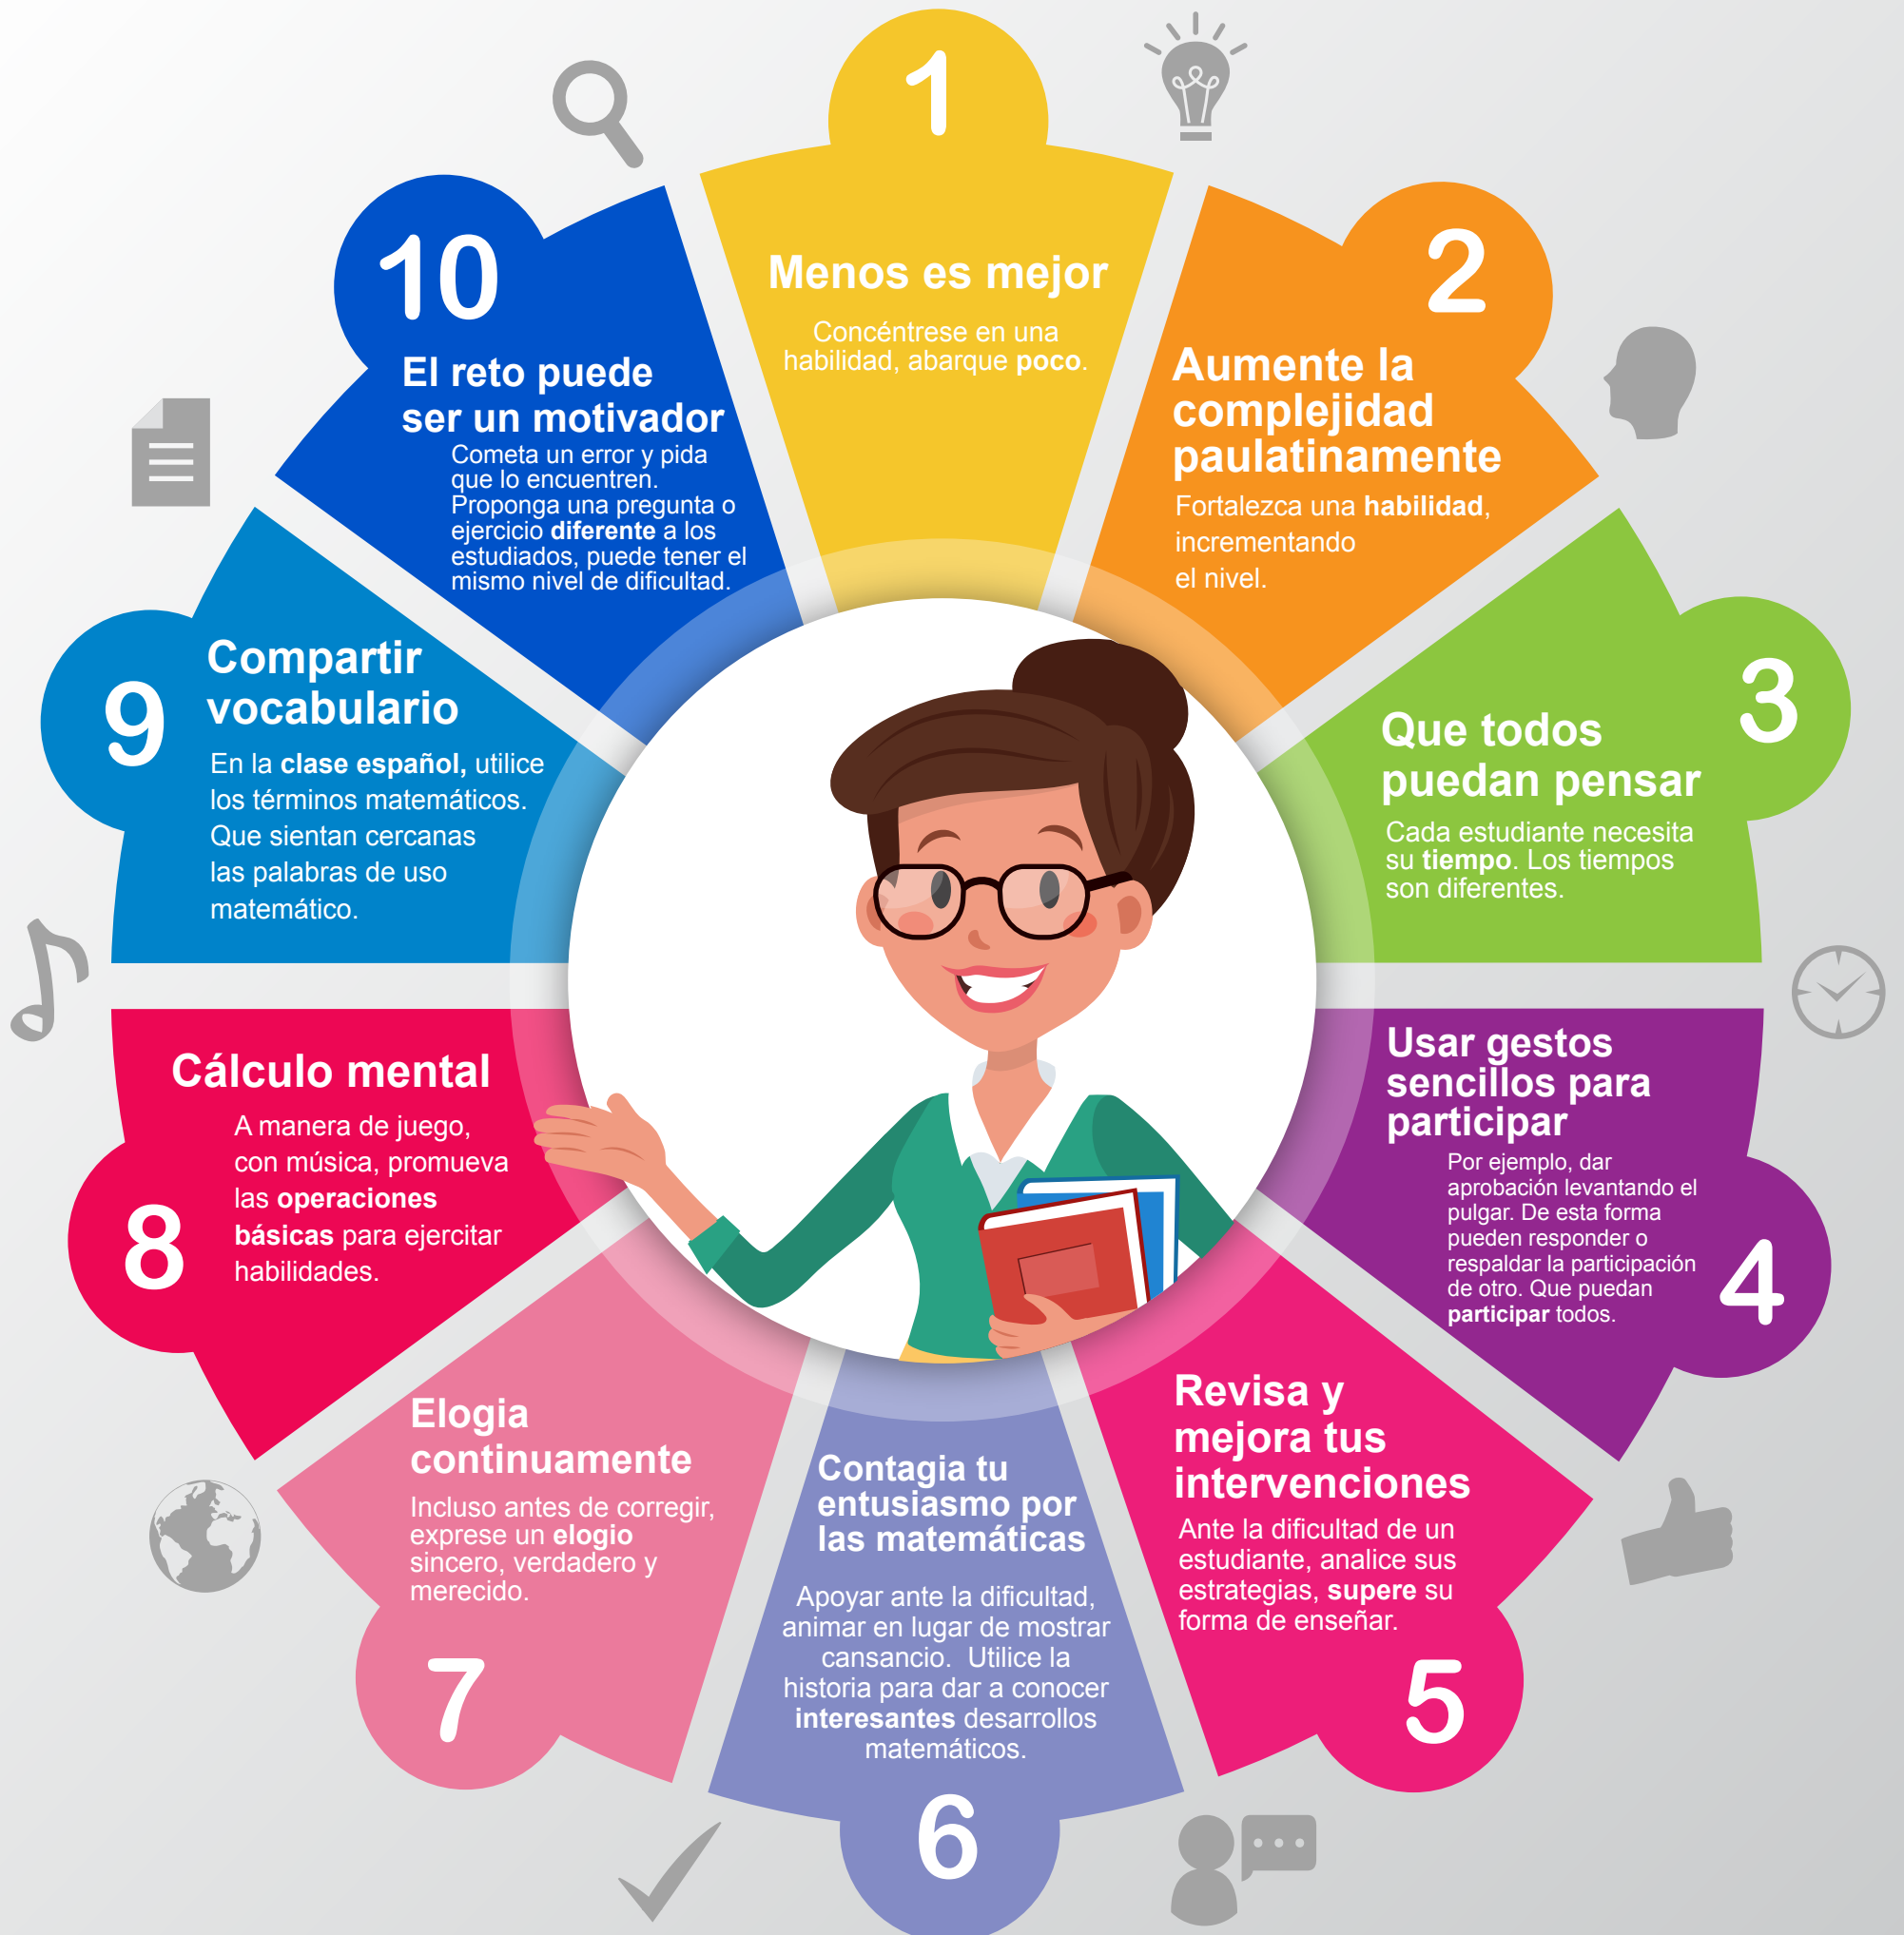 1
Menos es mejor
Concéntrese en una
habilidad, abarque poco.
2
Aumente la
complejidad
paulatinamente
Fortalezca una habilidad,
incrementando
el nivel.
3
Que todos
puedan pensar
Cada estudiante necesita
su tiempo. Los tiempos
son diferentes.
4
Usar gestos
sencillos para
participar
Por ejemplo, dar
aprobación levantando el
pulgar. De esta forma
pueden responder o
respaldar la participación
de otro. Que puedan
participar todos.
5
Revisa y
mejora tus
intervenciones
Ante la dificultad de un
estudiante, analice sus
estrategias, supere su
forma de enseñar.
6
Contagia tu
entusiasmo por
las matemáticas
Apoyar ante la dificultad,
animar en lugar de mostrar
cansancio. Utilice la
historia para dar a conocer
interesantes desarrollos
matemáticos.
7
Elogia
continuamente
Incluso antes de corregir,
exprese un elogio
sincero, verdadero y
merecido.
8
Cálculo mental
A manera de juego,
con música, promueva
las operaciones
básicas para ejercitar
habilidades.
9
Compartir
vocabulario
En la clase español, utilice
los términos matemáticos.
Que sientan cercanas
las palabras de uso
matemático.
10
El reto puede
ser un motivador
Cometa un error y pida
que lo encuentren.
Proponga una pregunta o
ejercicio diferente a los
estudiados, puede tener el
mismo nivel de dificultad.